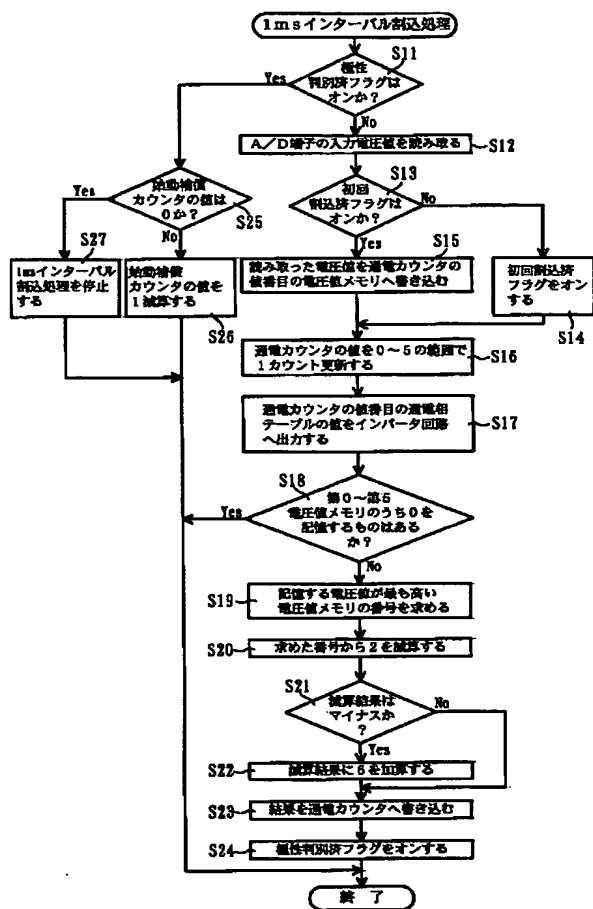 1msインターバル割込処理
S11
極性
判別済フラグは
オンか?
Yes
No
A/D端子の入力電圧値を読み取る
S12
S13
初回
割込済フラグは
オンか?
No
Yes
始動補償
カウンタの値は
0か?
Yes
No
S25
S27
1msインターバル
割込処理を停止
する
始動補償
カウンタの値を
1減算する
S26
S15
読み取った電圧値を通電カウンタの
値番目の電圧値メモリへ書き込む
初回割込済
フラグをオン
する
S14
通電カウンタの値を0~5の範囲で
1カウント更新する
S16
通電カウンタの値番目の通電相
テーブルの値をインバータ回路
へ出力する
S17
S18
第0~第5
電圧値メモリのうち0を
記憶するものはある
か?
Yes
No
S19
記憶する電圧値が最も高い
電圧値メモリの番号を求める
S20
求めた番号から2を減算する
S21
減算結果は
マイナスか
?
No
Yes
S22
減算結果に6を加算する
S23
結果を通電カウンタへ書き込む
S24
極性判別済フラグをオンする
終了